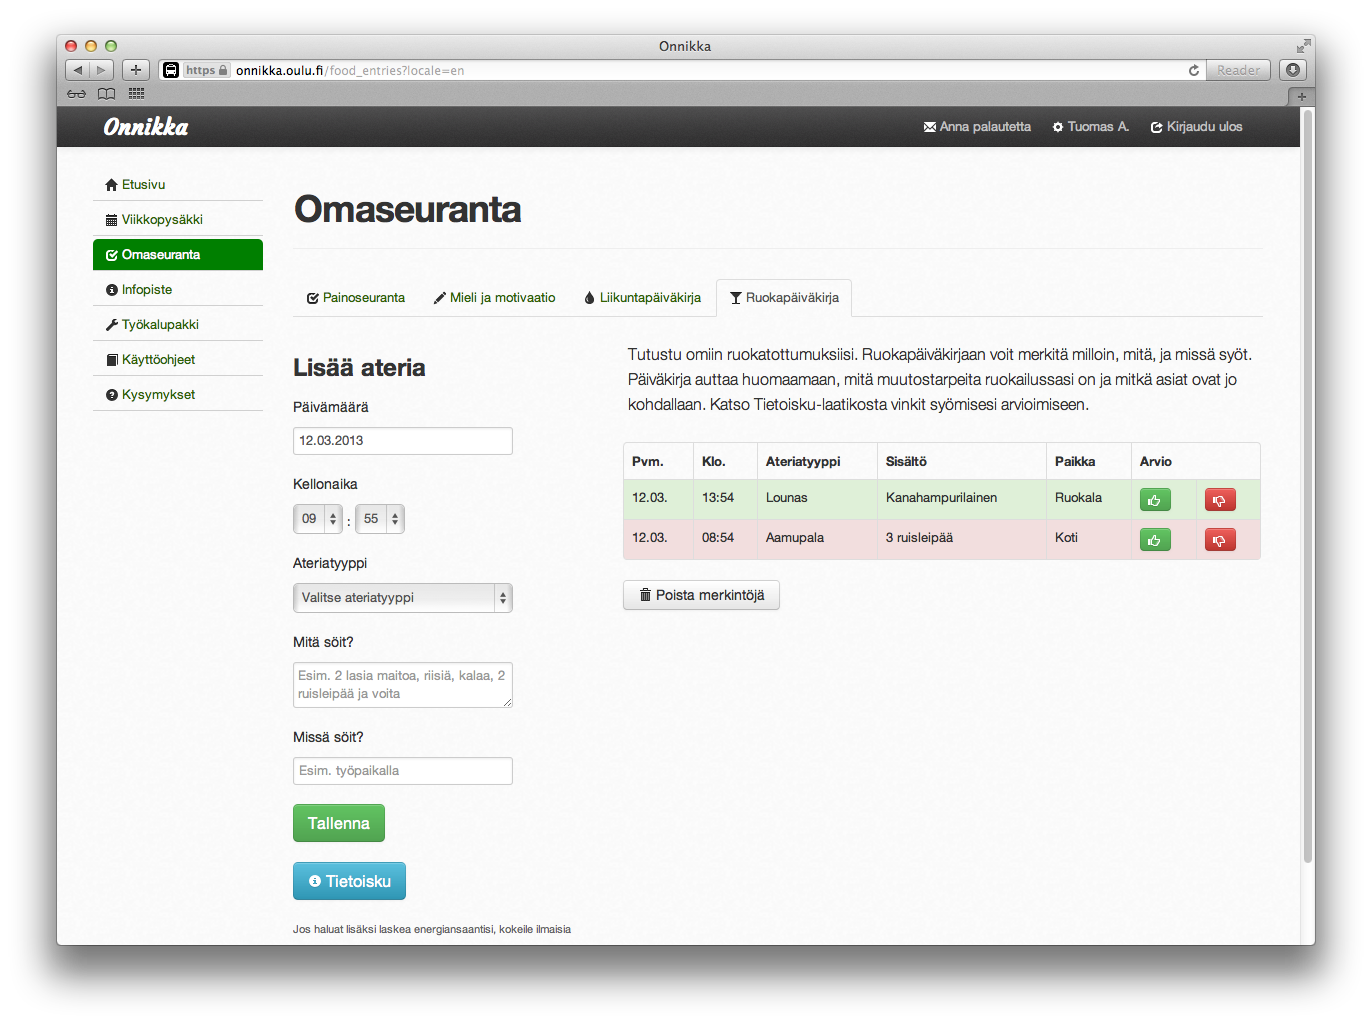 Onnikka
https onnikka.oulu.fi/food_entries?locale=en
Reader
Onnikka
Anna palautetta
Tuomas A.
Kirjaudu ulos
Etusivu
Viikkopysäkki
Omaseuranta
Infopiste
Työkalupakki
Käyttöohjeet
Kysymykset
Omaseuranta
Painoseuranta
Mieli ja motivaatio
Liikuntapäiväkirja
Ruokapäiväkirja
Lisää ateria
Päivämäärä
12.03.2013
Kellonaika
09 : 55
Ateriatyyppi
Valitse ateriatyyppi
Mitä söit?
Esim. 2 lasia maitoa, riisiä, kalaa, 2
ruisleipää ja voita
Missä söit?
Esim. työpaikalla
Tallenna
Tietoisku
Jos haluat lisäksi laskea energiansaantisi, kokeile ilmaisia
Tutustu omiin ruokatottumuksiisi. Ruokapäiväkirjaan voit merkitä milloin, mitä, ja missä syöt.
Päiväkirja auttaa huomaamaan, mitä muutostarpeita ruokailussasi on ja mitkä asiat ovat jo
kohdallaan. Katso Tietoisku-laatikosta vinkit syömisesi arvioimiseen.
Pvm. Klo. Ateriatyyppi Sisältö Paikka Arvio
12.03. 13:54 Lounas Kanahampurilainen Ruokala
12.03. 08:54 Aamupala 3 ruisleipää Koti
Poista merkintöjä